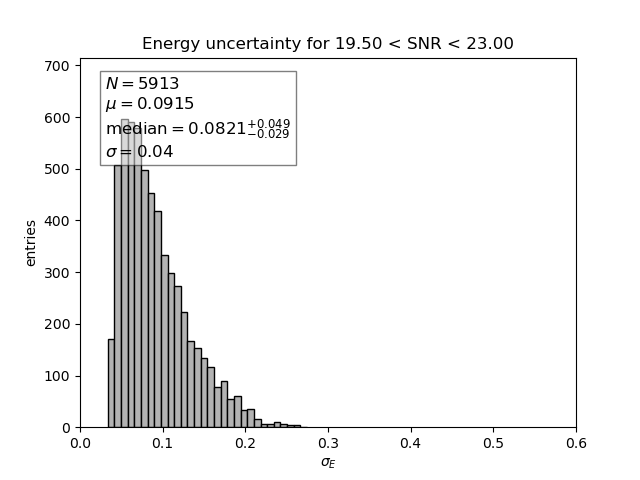 Energy uncertainty for 19.50 < SNR < 23.00
700
600
500
400
300
200
100
0
entries
N = 5913
μ = 0.0915
median = 0.0821 +0.049 −0.029
σ = 0.04
0.0 0.1 0.2 0.3 0.4 0.5 0.6
σE